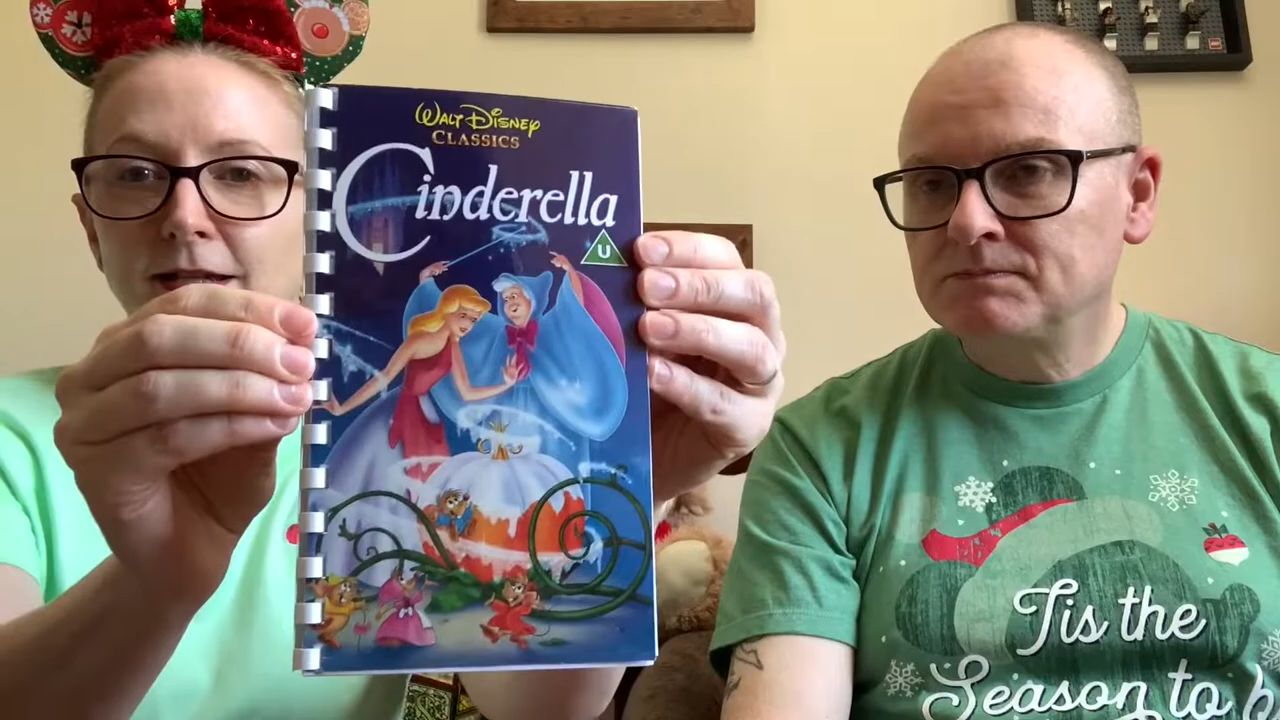 Walt Disney
Classics
Cinderella
U
'Tis the
Season to b